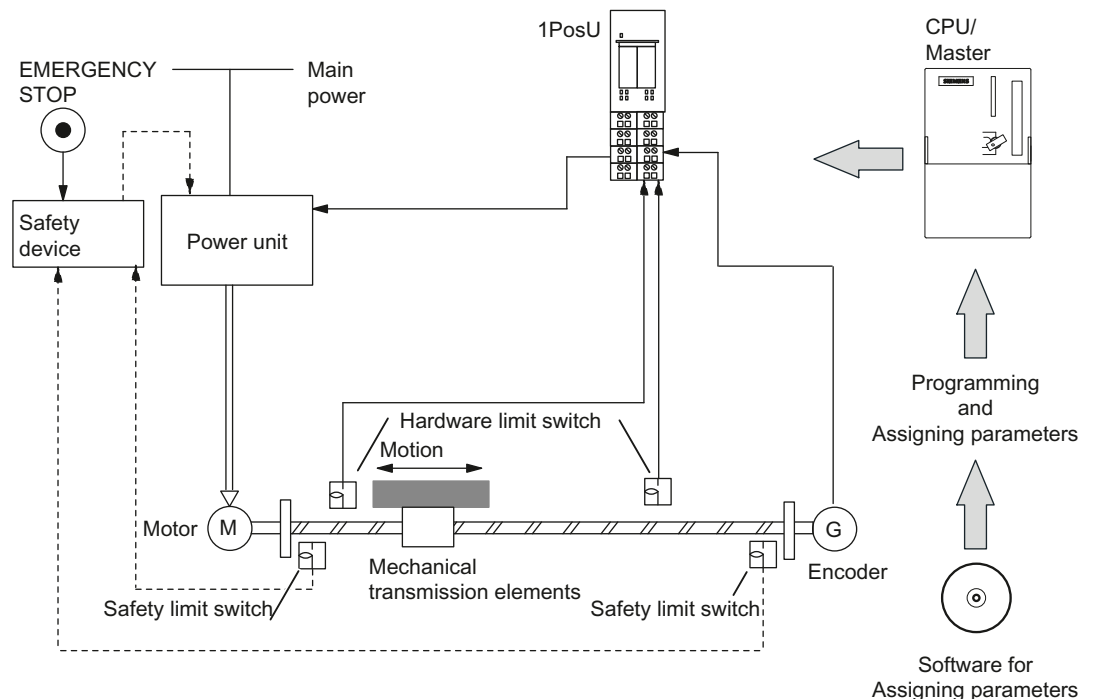 1PosU
CPU/
Master
EMERGENCY
STOP
Main
power
SIEMENS
Safety
device
Power unit
Programming
and
Assigning parameters
Hardware limit switch
Motion
Motor
M
G
Mechanical
transmission elements
Encoder
Safety limit switch
Safety limit switch
Software for
Assigning parameters